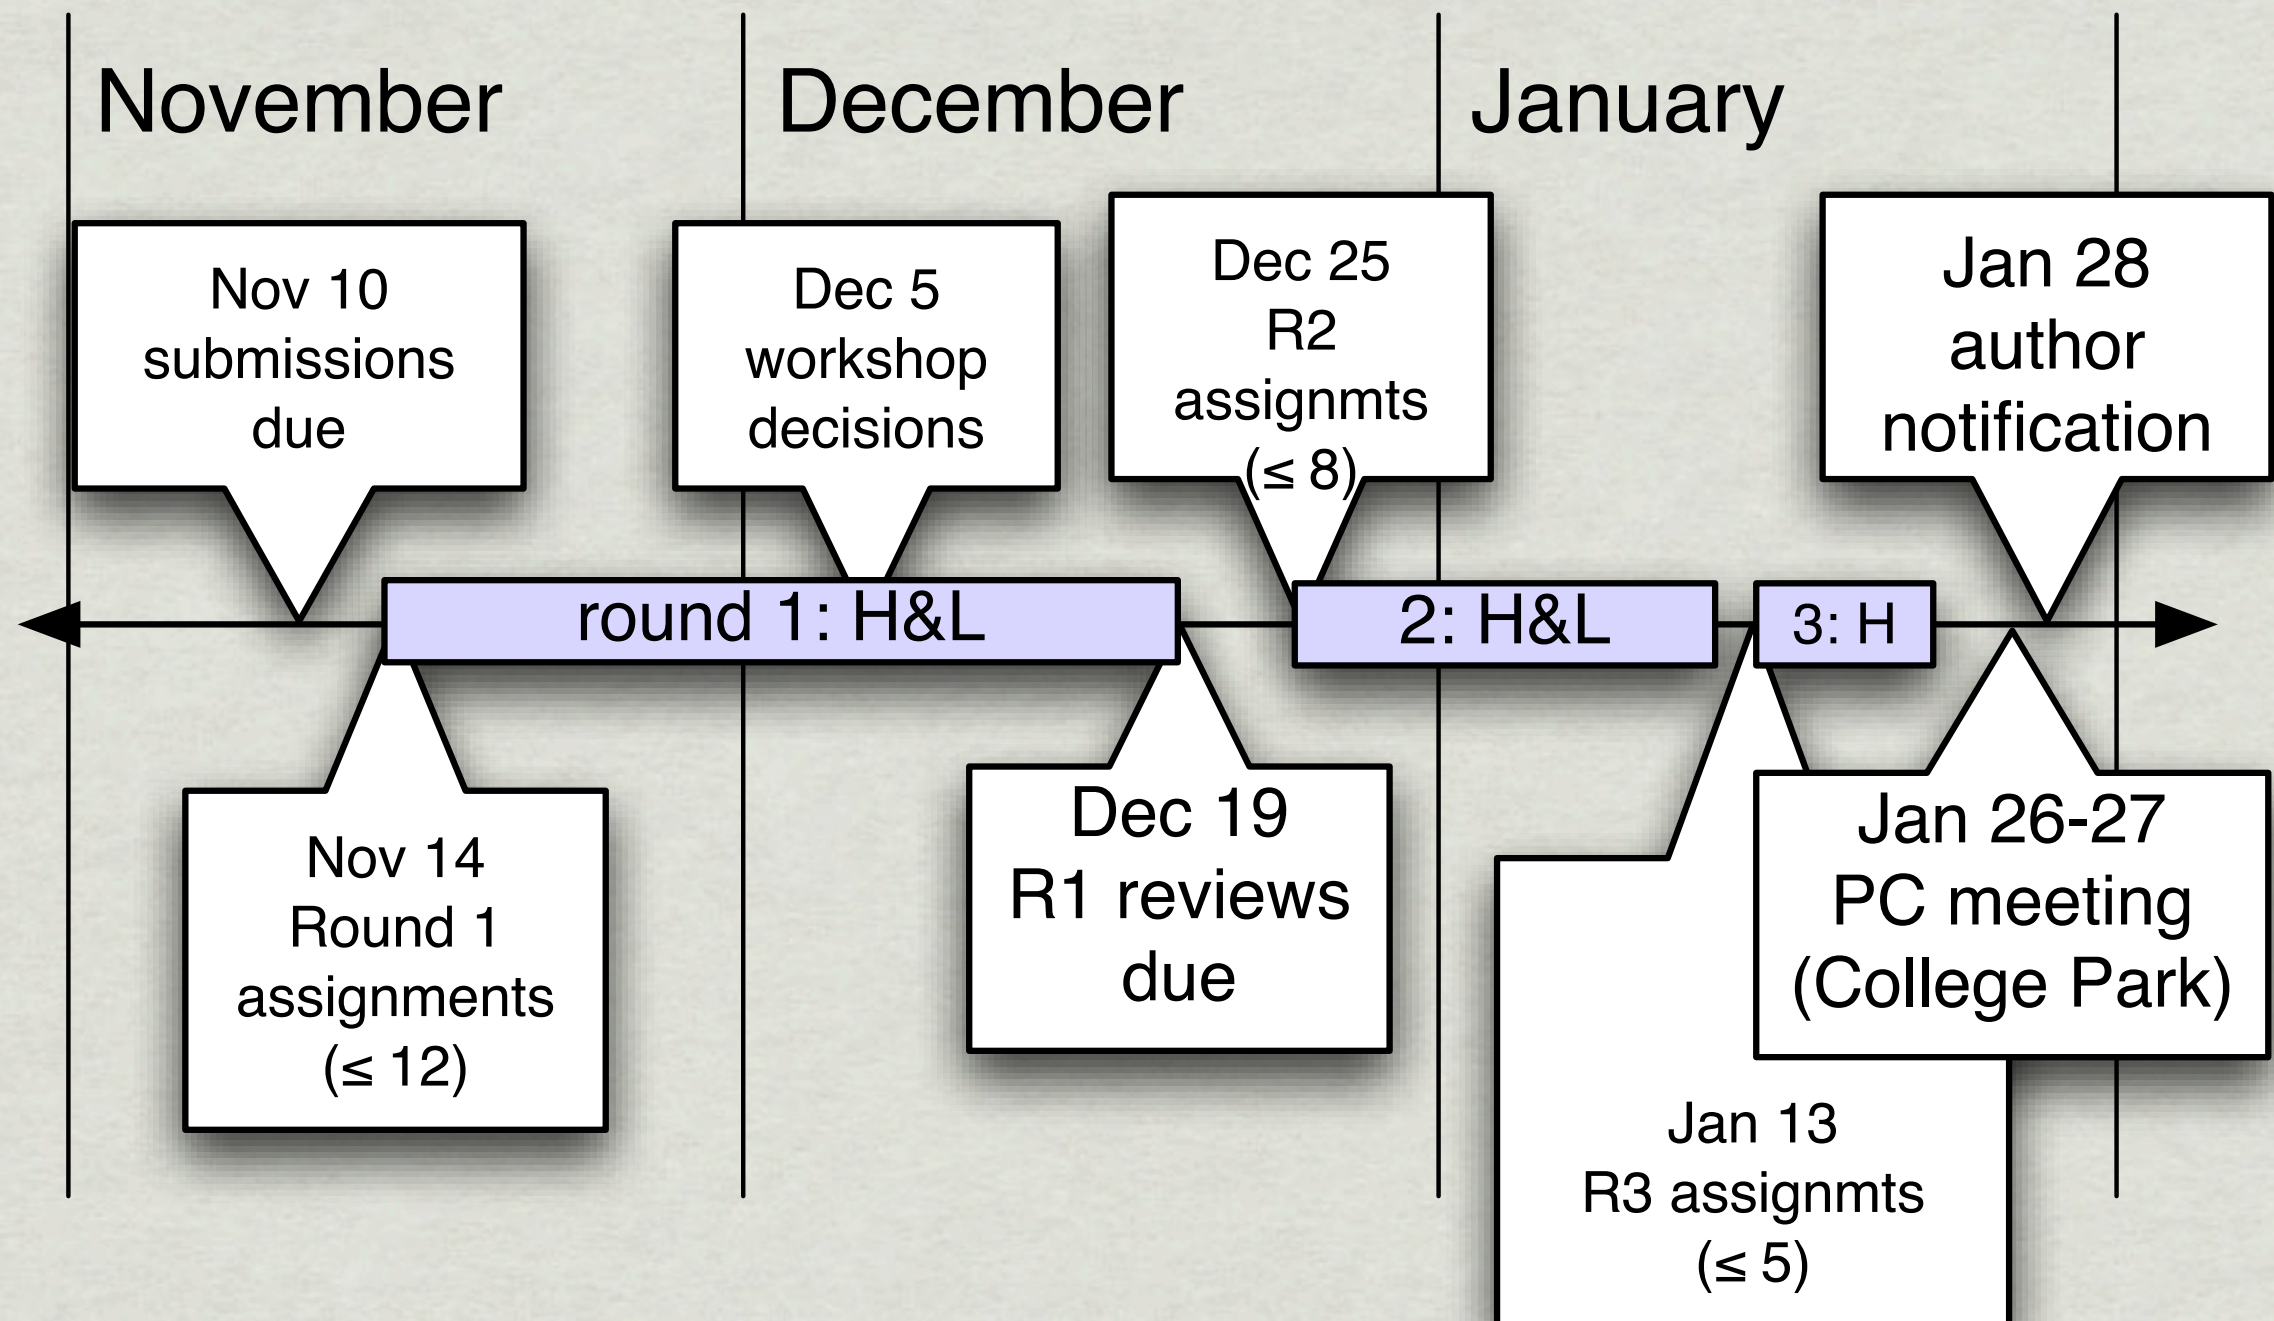 November
December
January
Nov 10
submissions
due
Dec 5
workshop
decisions
Dec 25
R2
assignmts
(≤ 8)
Jan 28
author
notification
round 1: H&L
2: H&L
3: H
Nov 14
Round 1
assignments
(≤ 12)
Dec 19
R1 reviews
due
Jan 13
R3 assignmts
(≤ 5)
Jan 26-27
PC meeting
(College Park)